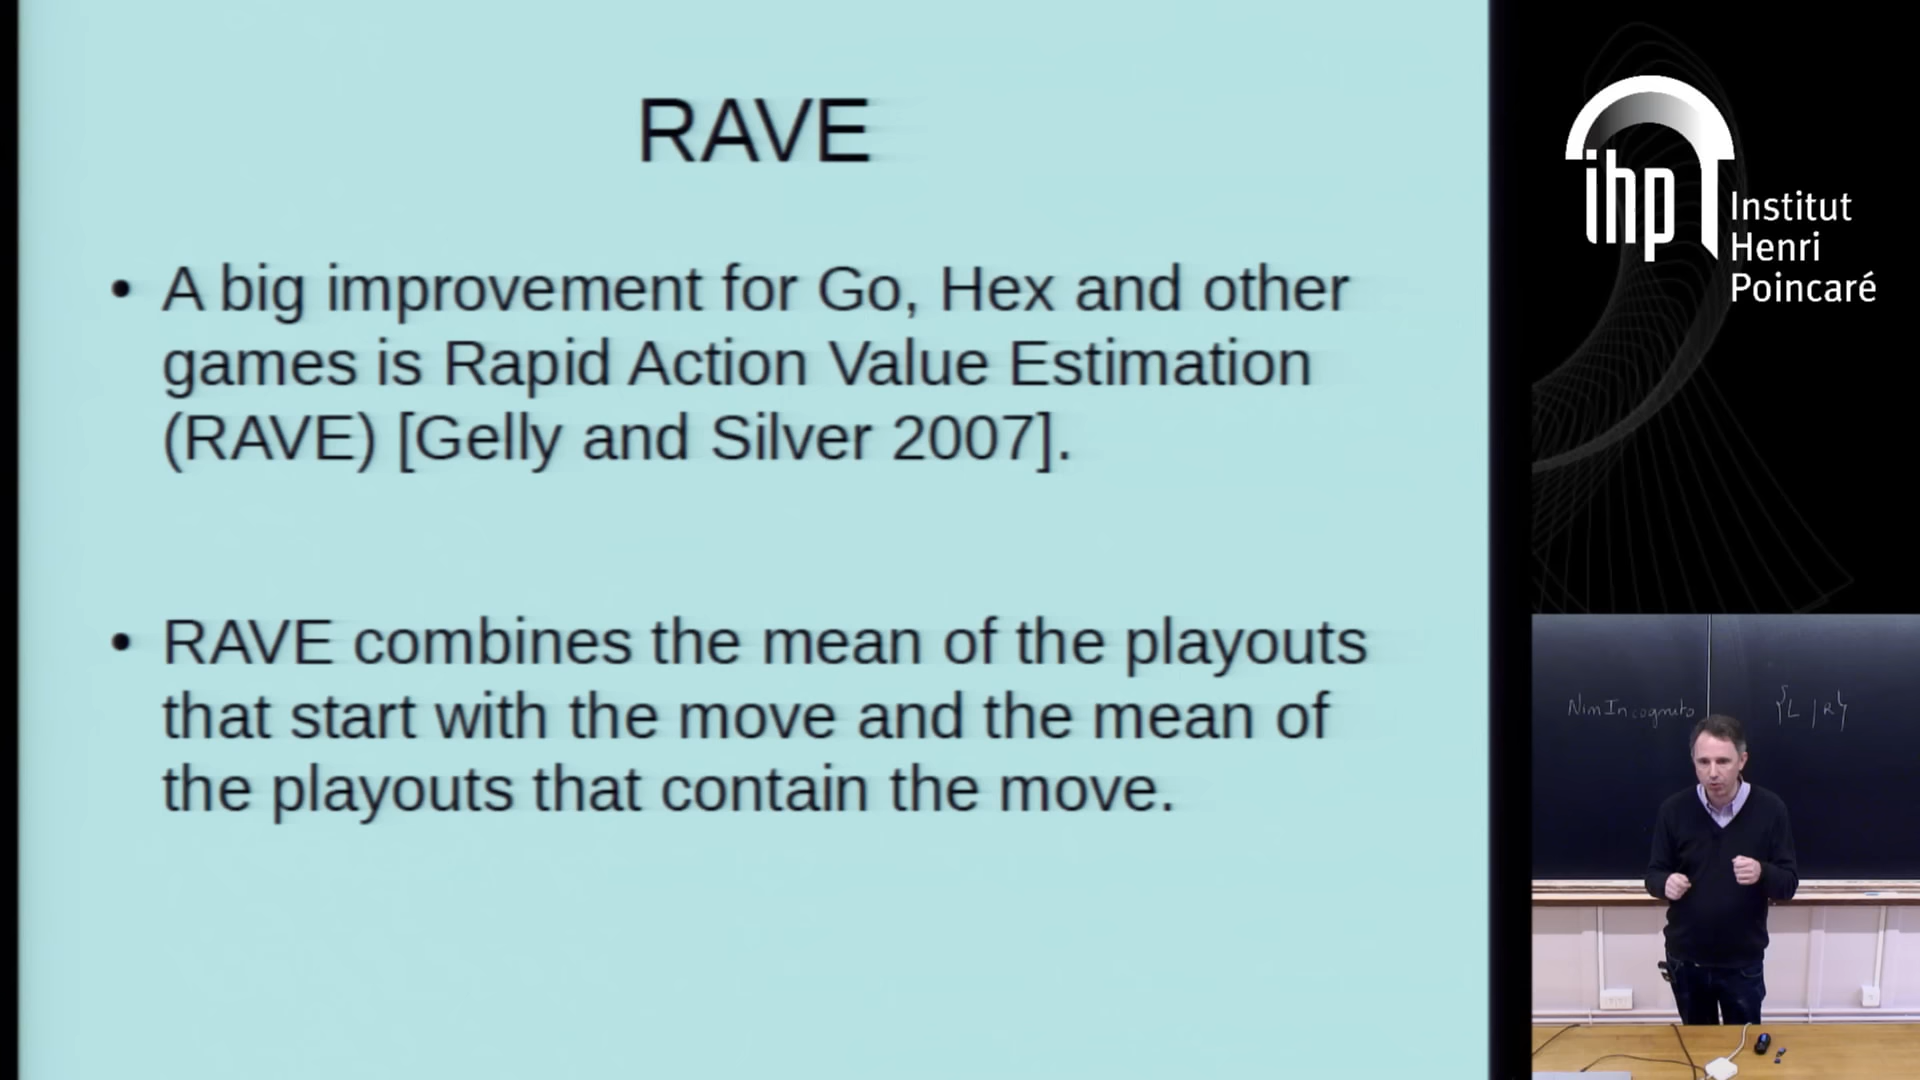 RAVE
• A big improvement for Go, Hex and other
games is Rapid Action Value Estimation
(RAVE) [Gelly and Silver 2007].
• RAVE combines the mean of the playouts
that start with the move and the mean of
the playouts that contain the move.
ihp
Institut
Henri
Poincaré
Nim Incognito
{L | R}